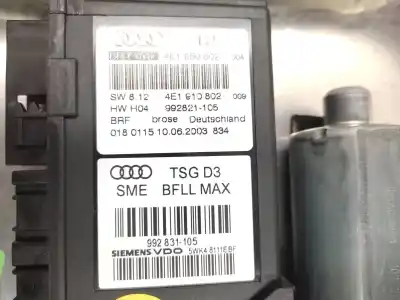 SW 8.12 4E1 910 802 009
HW H04 992821-105
BRF brose Deutschland
018 0115 10.06.2003 834
TSG D3
SME BFLL MAX
992 831-105
SIEMENS VDO 5WK4 8111EBF